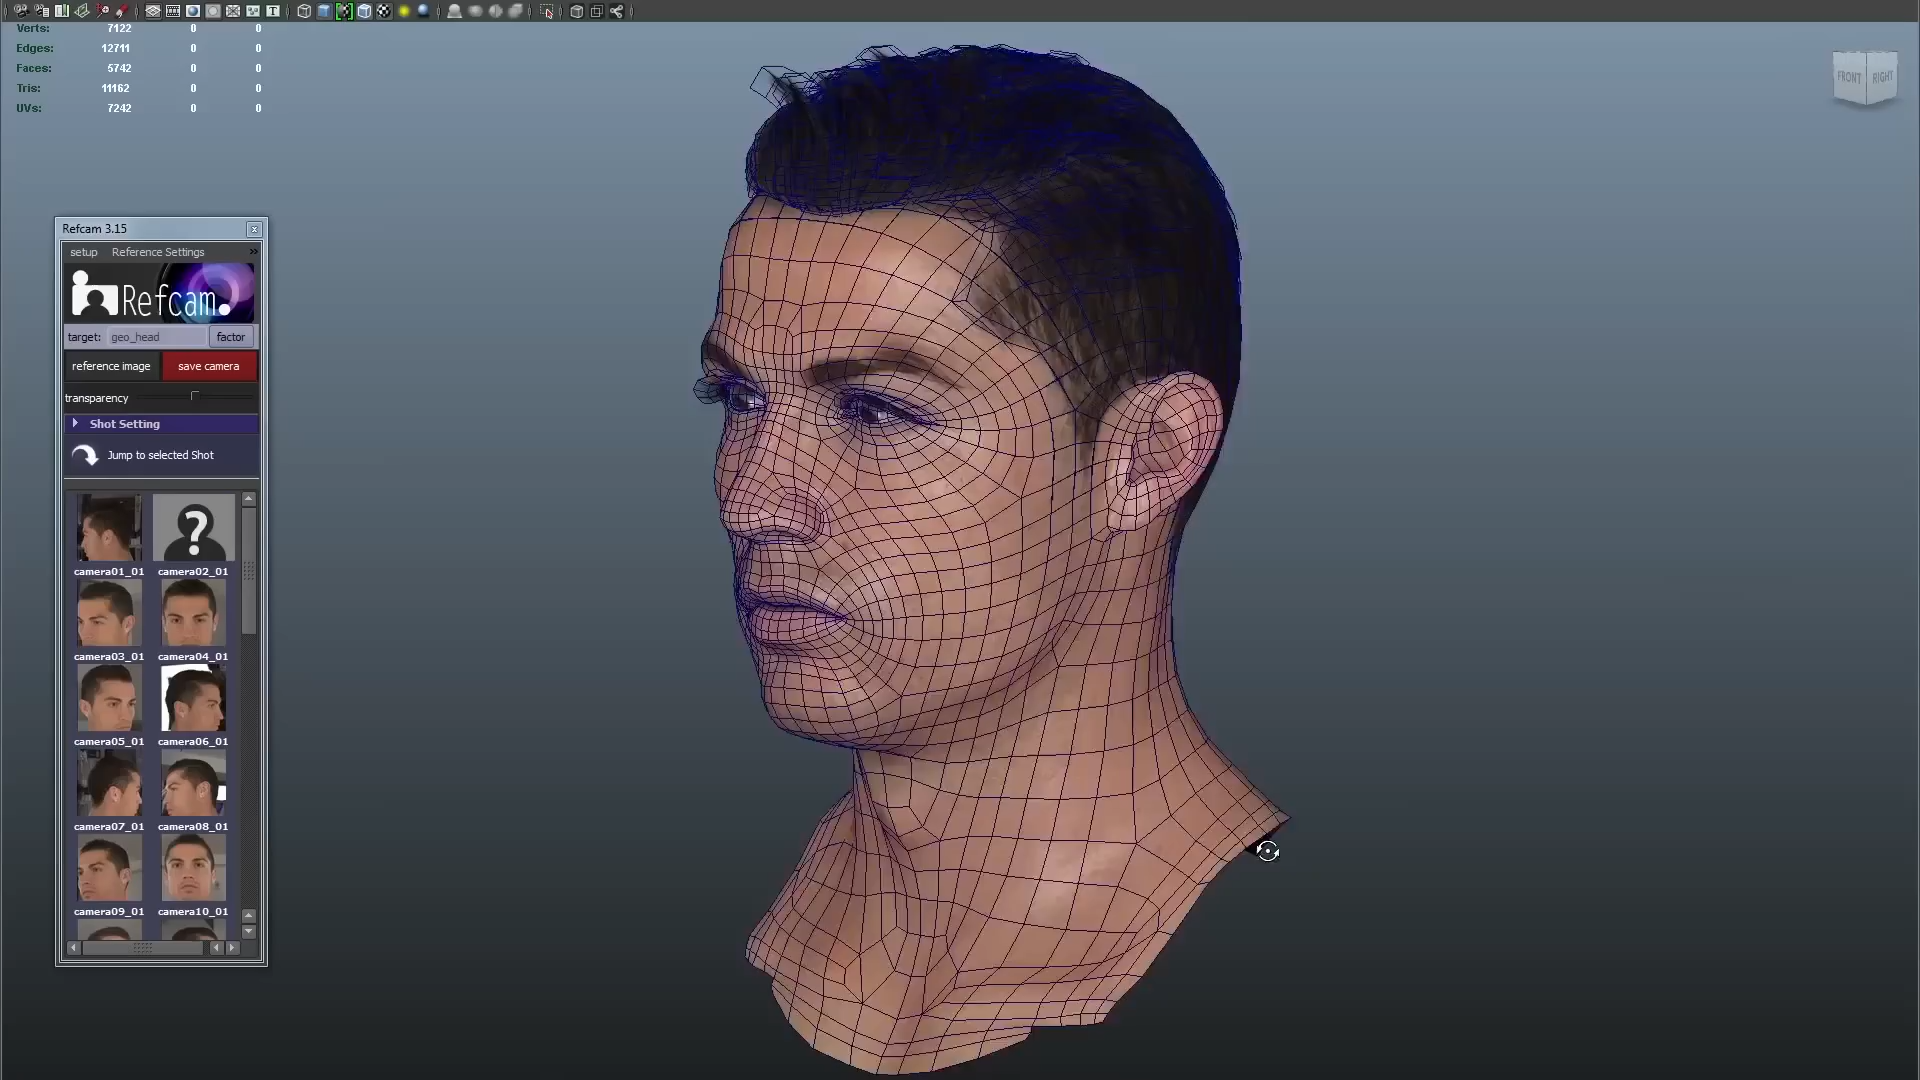 T
Verts: 7122 0 0
Edges: 12711 0 0
Faces: 5742 0 0
Tris: 11162 0 0
UVs: 7242 0 0
FRONT RIGHT
Refcam 3.15
setup Reference Settings »
Refcam.
target: geo_head factor
reference image save camera
transparency
Shot Setting
Jump to selected Shot
?
camera01_01 camera02_01
camera03_01 camera04_01
camera05_01 camera06_01
camera07_01 camera08_01
camera09_01 camera10_01